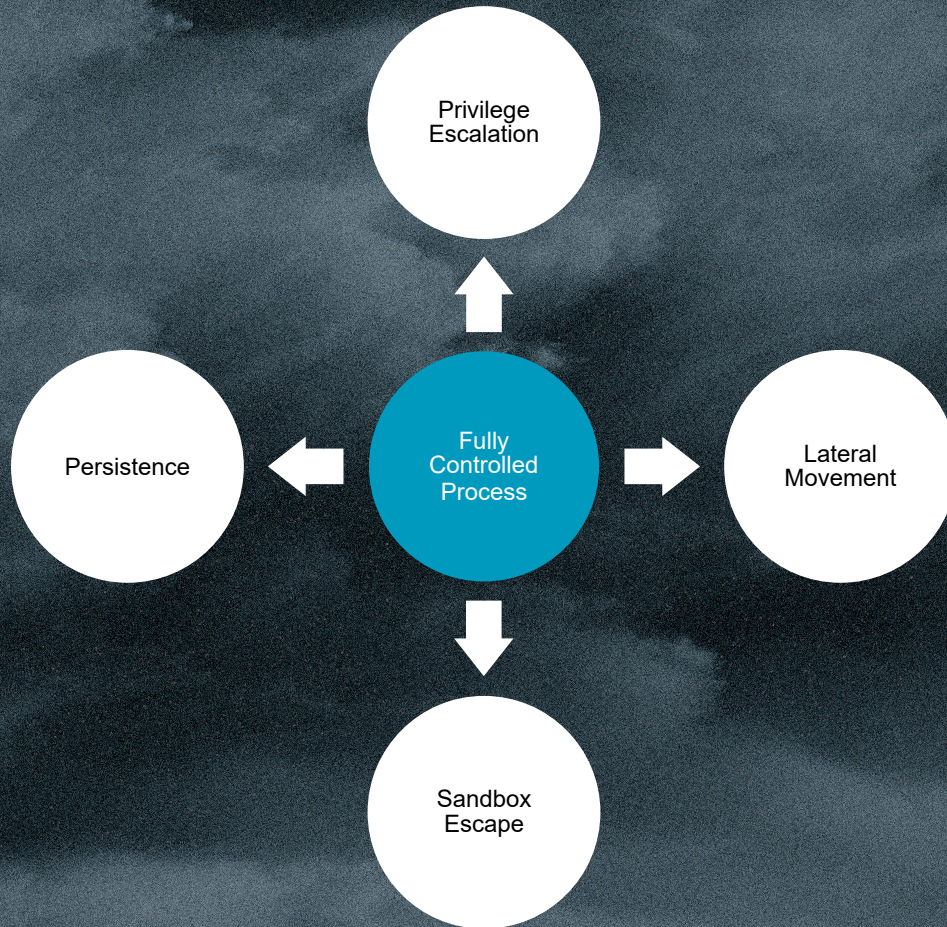 Privilege
Escalation
Persistence
Fully
Controlled
Process
Lateral
Movement
Sandbox
Escape